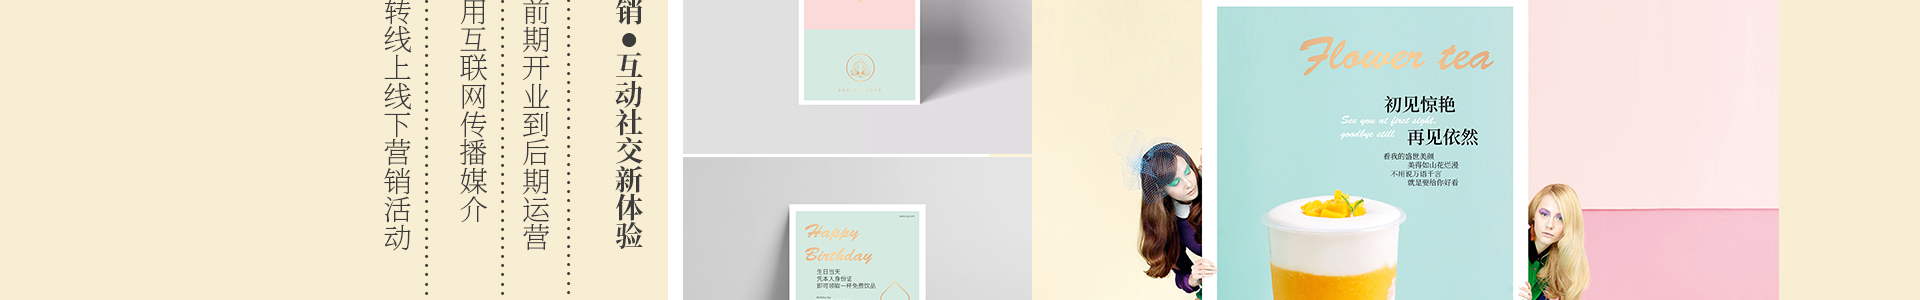 销●互动社交新体验
前期开业到后期运营
用互联网传播媒介
转线上线下营销活动
Happy
Birthday
生日当天
凭本人身份证
即可领取一杯免费饮品
Flower tea
初见惊艳
See you at first sight,
goodbye still
再见依然
看我的盛世美颜
美得如山花烂漫
不用说万语千言
就是要给你好看